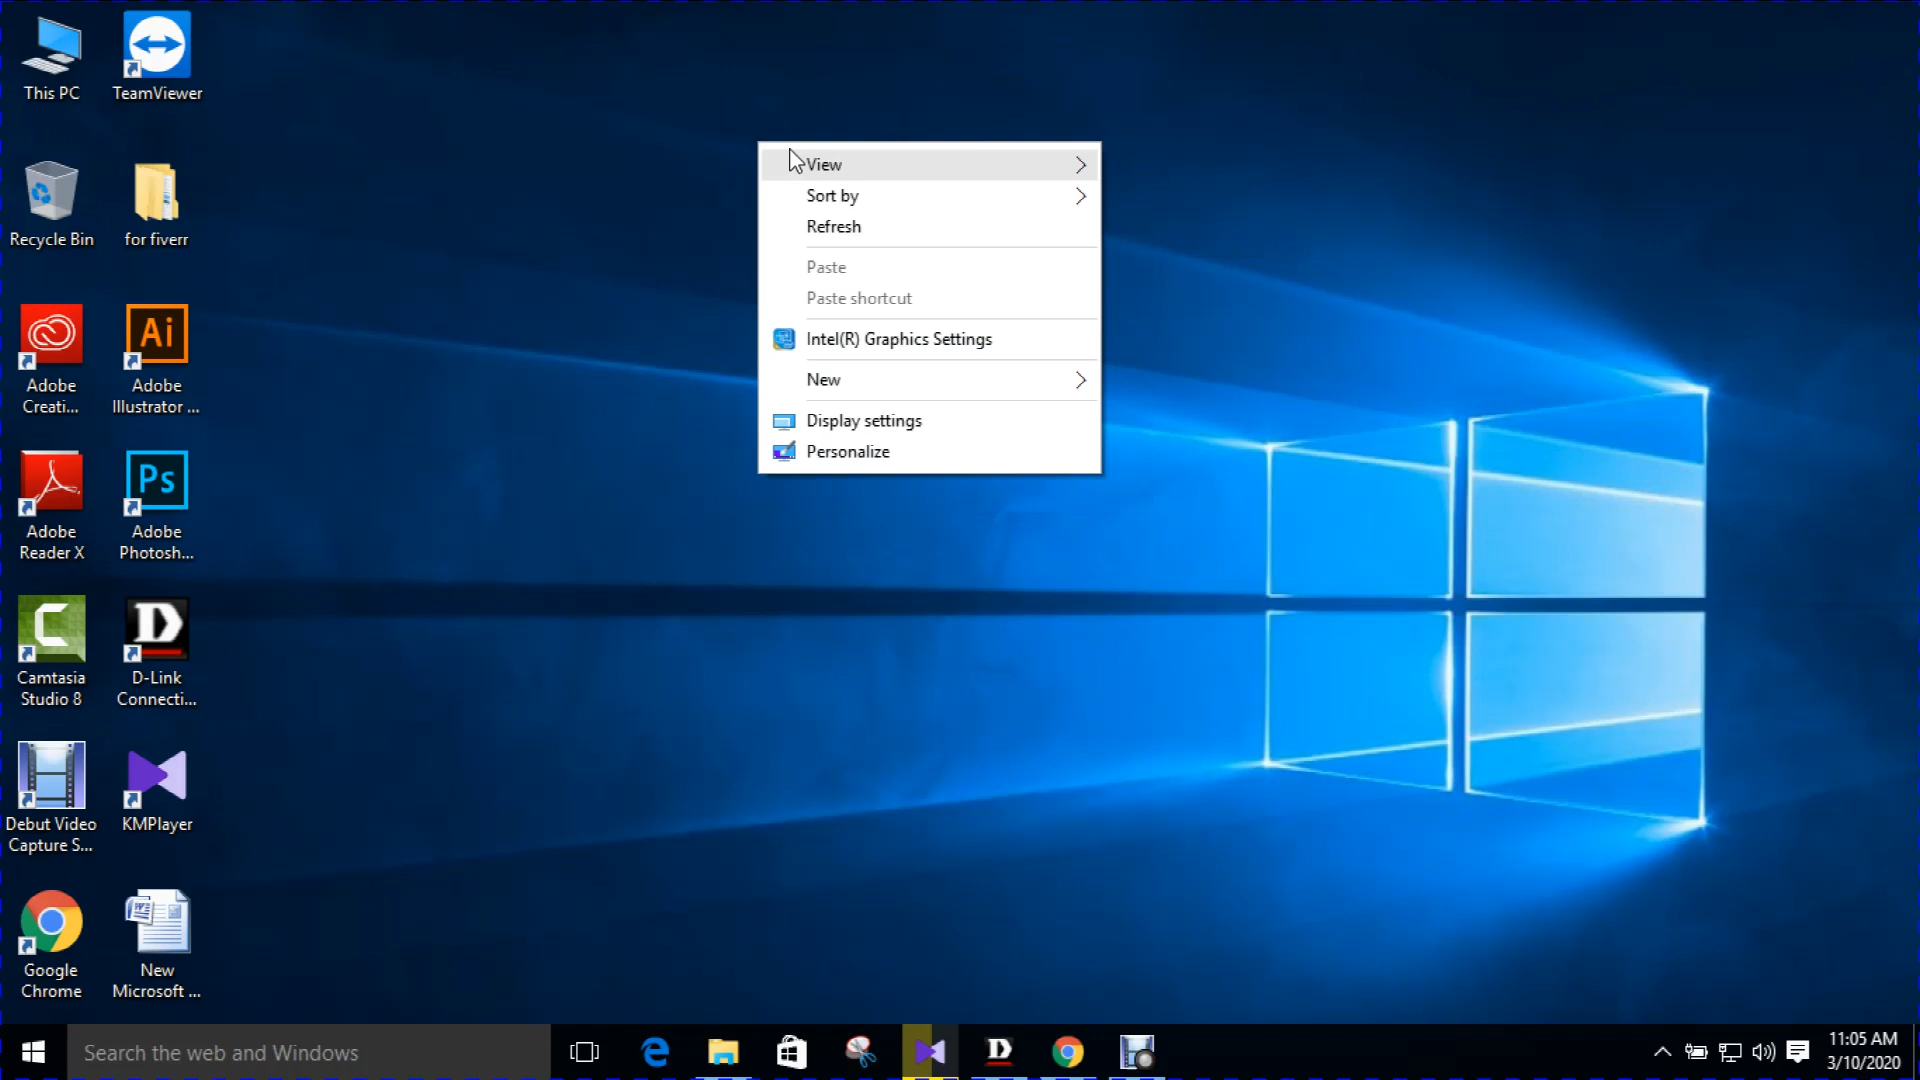 This PC
TeamViewer
Recycle Bin
for fiverr
Adobe
Creati...
Ai
Adobe
Illustrator ...
Adobe
Reader X
Ps
Adobe
Photosh...
Camtasia
Studio 8
D
D-Link
Connecti...
Debut Video
Capture S...
KMPlayer
Google
Chrome
W
New
Microsoft ...
View
Sort by
Refresh
Paste
Paste shortcut
Intel(R) Graphics Settings
New
Display settings
Personalize
Search the web and Windows
D
11:05 AM
3/10/2020